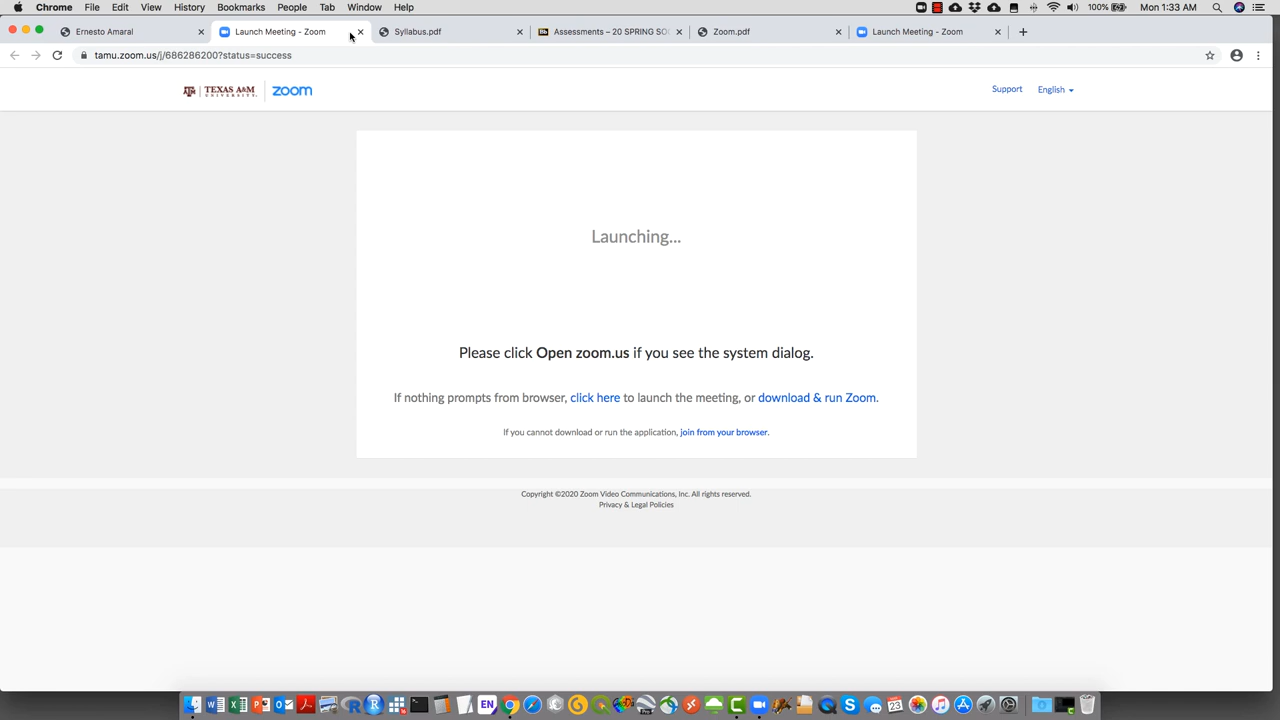 Chrome File Edit View History Bookmarks People Tab Window Help 100% Mon 1:33 AM
Ernesto Amaral Launch Meeting - Zoom Syllabus.pdf Assessments – 20 SPRING SO Zoom.pdf Launch Meeting - Zoom
tamu.zoom.us/j/686286200?status=success
TEXAS A&M UNIVERSITY zoom Support English
Launching...
Please click Open zoom.us if you see the system dialog.
If nothing prompts from browser, click here to launch the meeting, or download & run Zoom.
If you cannot download or run the application, join from your browser.
Copyright ©2020 Zoom Video Communications, Inc. All rights reserved.
Privacy & Legal Policies